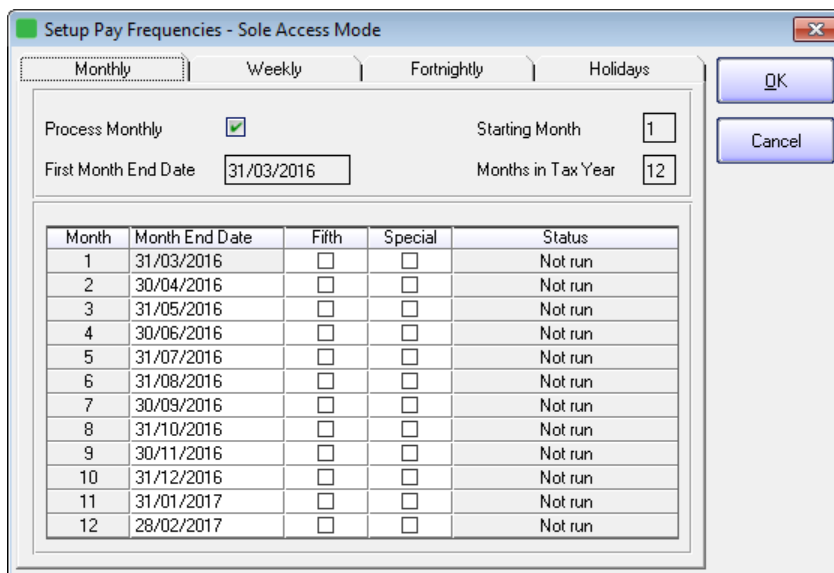 Setup Pay Frequencies - Sole Access Mode
Monthly Weekly Fortnightly Holidays
OK
Cancel
Process Monthly Starting Month 1
First Month End Date 31/03/2016 Months in Tax Year 12
Month Month End Date Fifth Special Status
1 31/03/2016 Not run
2 30/04/2016 Not run
3 31/05/2016 Not run
4 30/06/2016 Not run
5 31/07/2016 Not run
6 31/08/2016 Not run
7 30/09/2016 Not run
8 31/10/2016 Not run
9 30/11/2016 Not run
10 31/12/2016 Not run
11 31/01/2017 Not run
12 28/02/2017 Not run